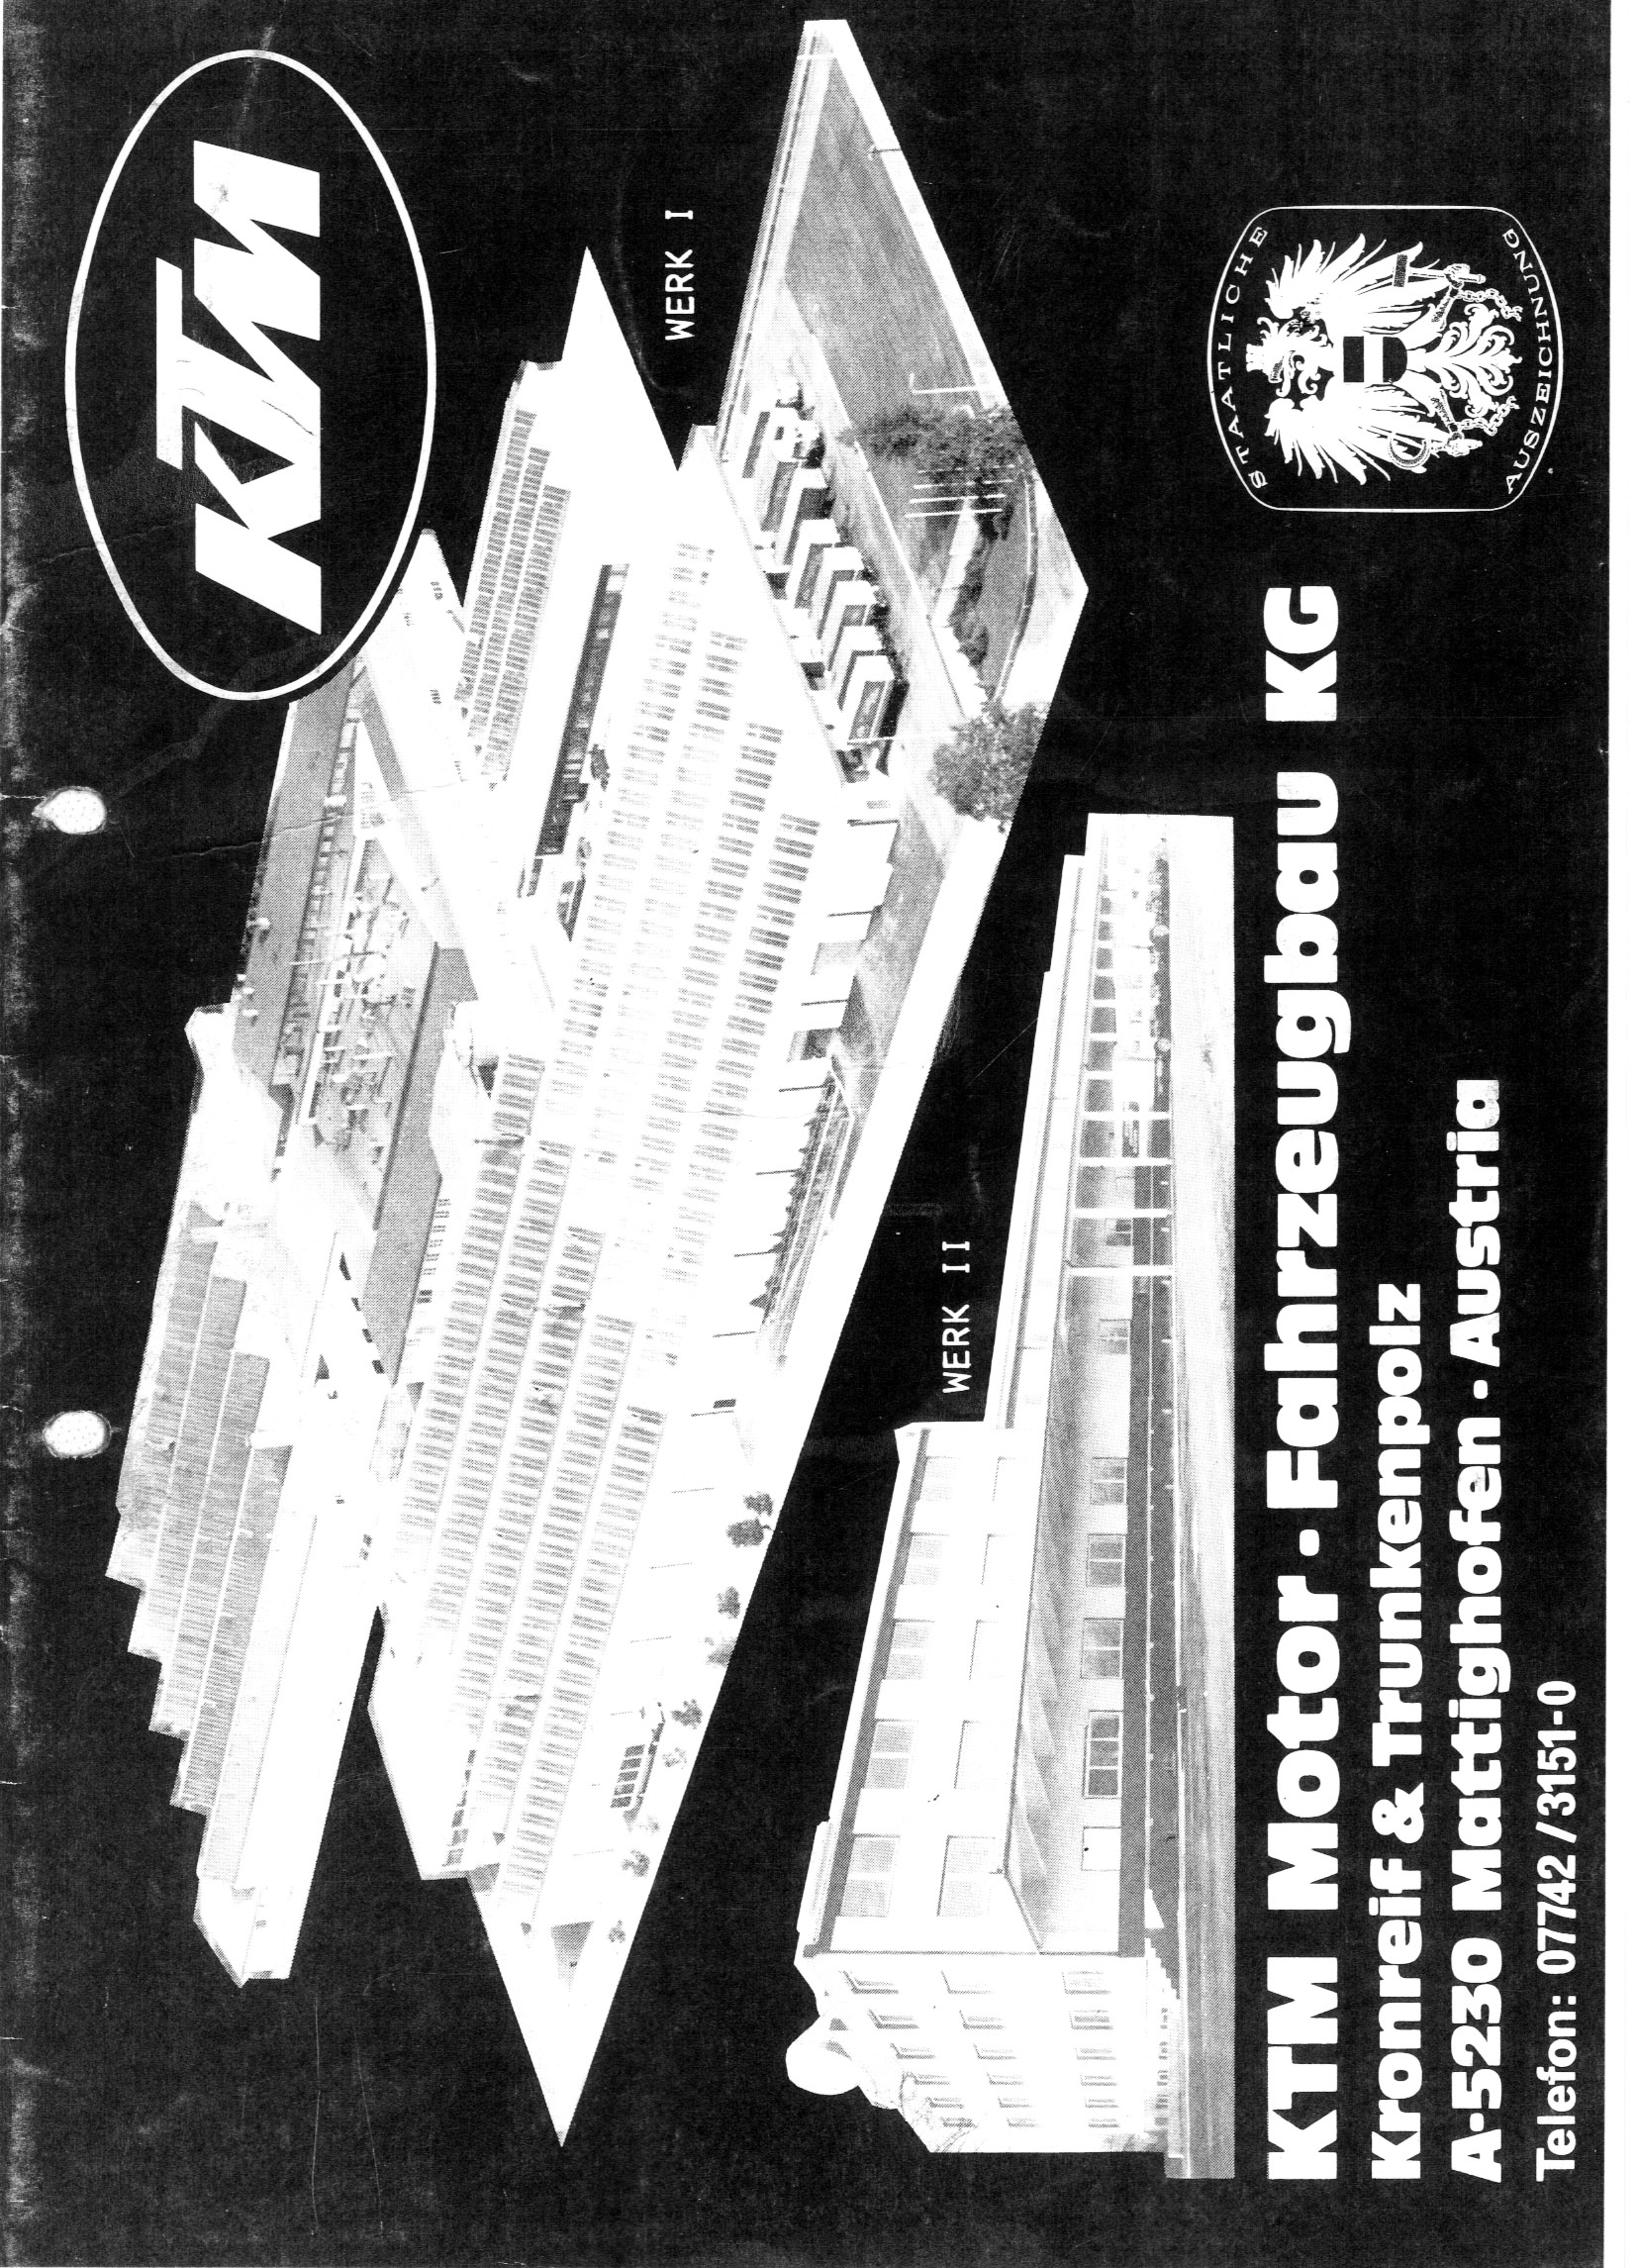 KTM
WERK I
WERK II
STAATLICHE
AUSZEICHNUNG
KTM Motor · Fahrzeugbau KG
Kronreif & Trunkenpolz
A-5230 Mattighofen · Austria
Telefon: 07742/3151-0